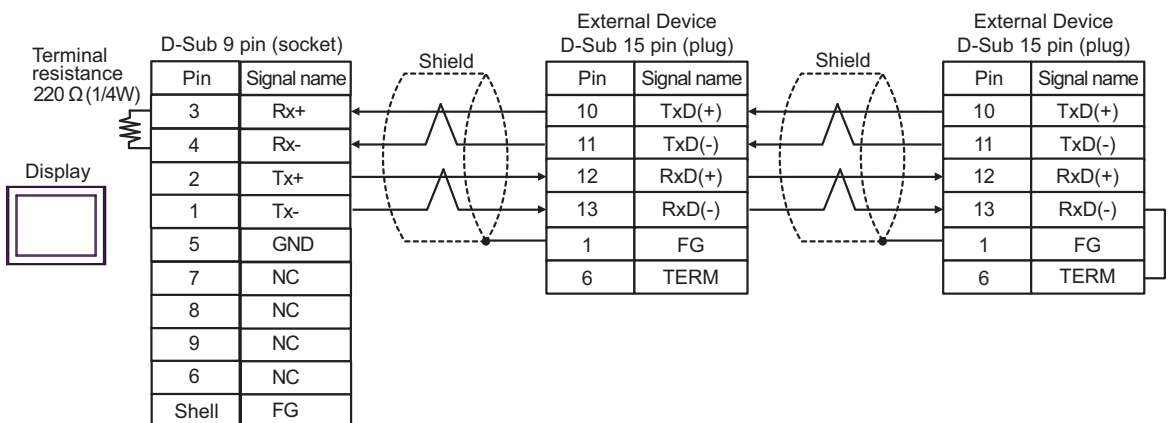 External Device
External Device
D-Sub 9 pin (socket)
D-Sub 15 pin (plug)
D-Sub 15 pin (plug)
Terminal
resistance
220 Ω (1/4W)
Shield
Shield
Display
Pin Signal name
3 Rx+
4 Rx-
2 Tx+
1 Tx-
5 GND
7 NC
8 NC
9 NC
6 NC
Shell FG
Pin Signal name
10 TxD(+)
11 TxD(-)
12 RxD(+)
13 RxD(-)
1 FG
6 TERM
Pin Signal name
10 TxD(+)
11 TxD(-)
12 RxD(+)
13 RxD(-)
1 FG
6 TERM